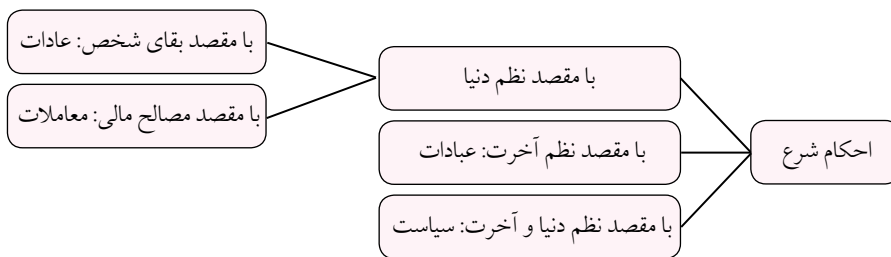 احکام شرع
با مقصد نظم دنیا
با مقصد بقای شخص: عادات
با مقصد مصالح مالی: معاملات
با مقصد نظم آخرت: عبادات
با مقصد نظم دنیا و آخرت: سیاست